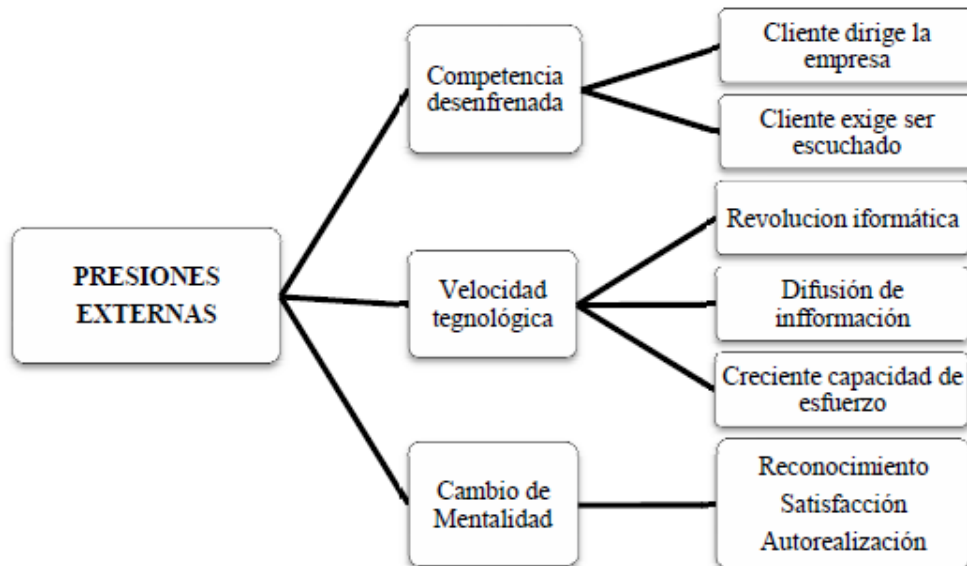 PRESIONES
EXTERNAS
Competencia
desenfrenada
Cliente dirige la
empresa
Cliente exige ser
escuchado
Velocidad
tegnológica
Revolucion iformática
Difusión de
infformación
Creciente capacidad de
esfuerzo
Cambio de
Mentalidad
Reconocimiento
Satisfacción
Autorealización